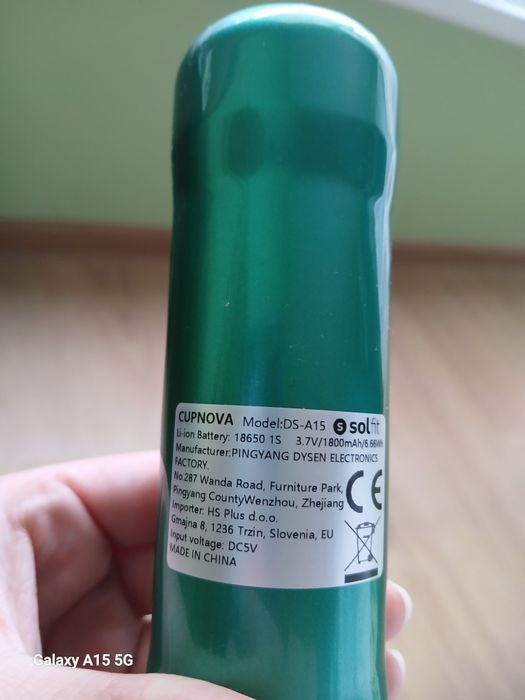 CUPNOVA Model:DS-A15 S solfit
Li-ion Battery: 18650 1S 3.7V/1800mAh/6.66Wh
Manufacturer:PINGYANG DYSEN ELECTRONICS
FACTORY.
No.287 Wanda Road, Furniture Park,
Pingyang CountyWenzhou, Zhejiang
Importer: HS Plus d.o.o.
Gmajna 8, 1236 Trzin, Slovenia, EU
Input voltage: DC5V
MADE IN CHINA
CE
Galaxy A15 5G